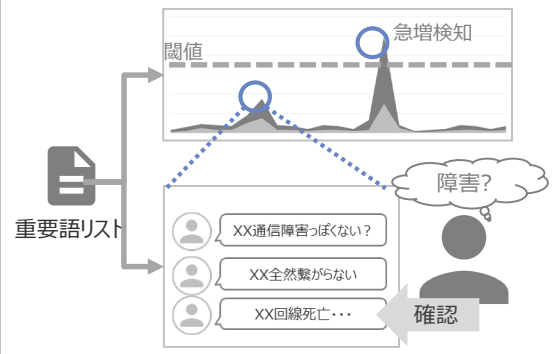 急増検知
閾値
障害?
重要語リスト
XX通信障害っぽくない？
XX全然繋がらない
XX回線死亡・・・
確認